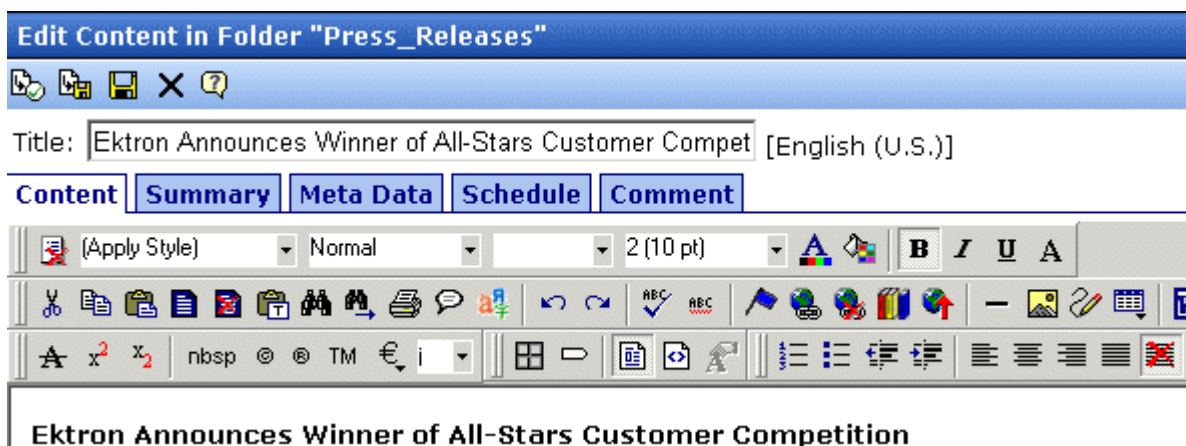 Edit Content in Folder "Press_Releases"
Title: Ektron Announces Winner of All-Stars Customer Compet [English (U.S.)]
Content Summary Meta Data Schedule Comment
(Apply Style) Normal 2 (10 pt) A B I U A
ABC ABC
A x² x₂ nbsp © ® TM € i
Ektron Announces Winner of All-Stars Customer Competition